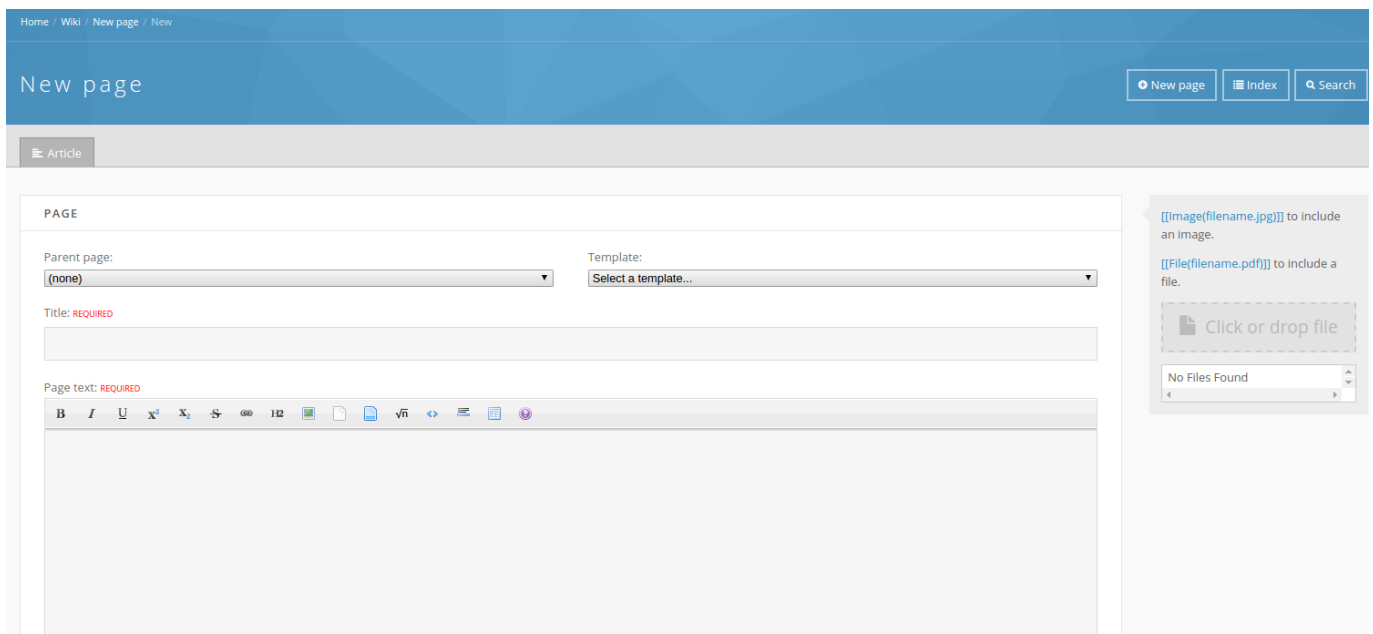 Home / Wiki / New page / New
New page
New page
Index
Search
Article
PAGE
Parent page:
(none)
Template:
Select a template...
Title: REQUIRED
Page text: REQUIRED
B I U X² X₂ S H2 √n <>
[[Image(filename.jpg)]] to include
an image.
[[File(filename.pdf)]] to include a
file.
Click or drop file
No Files Found